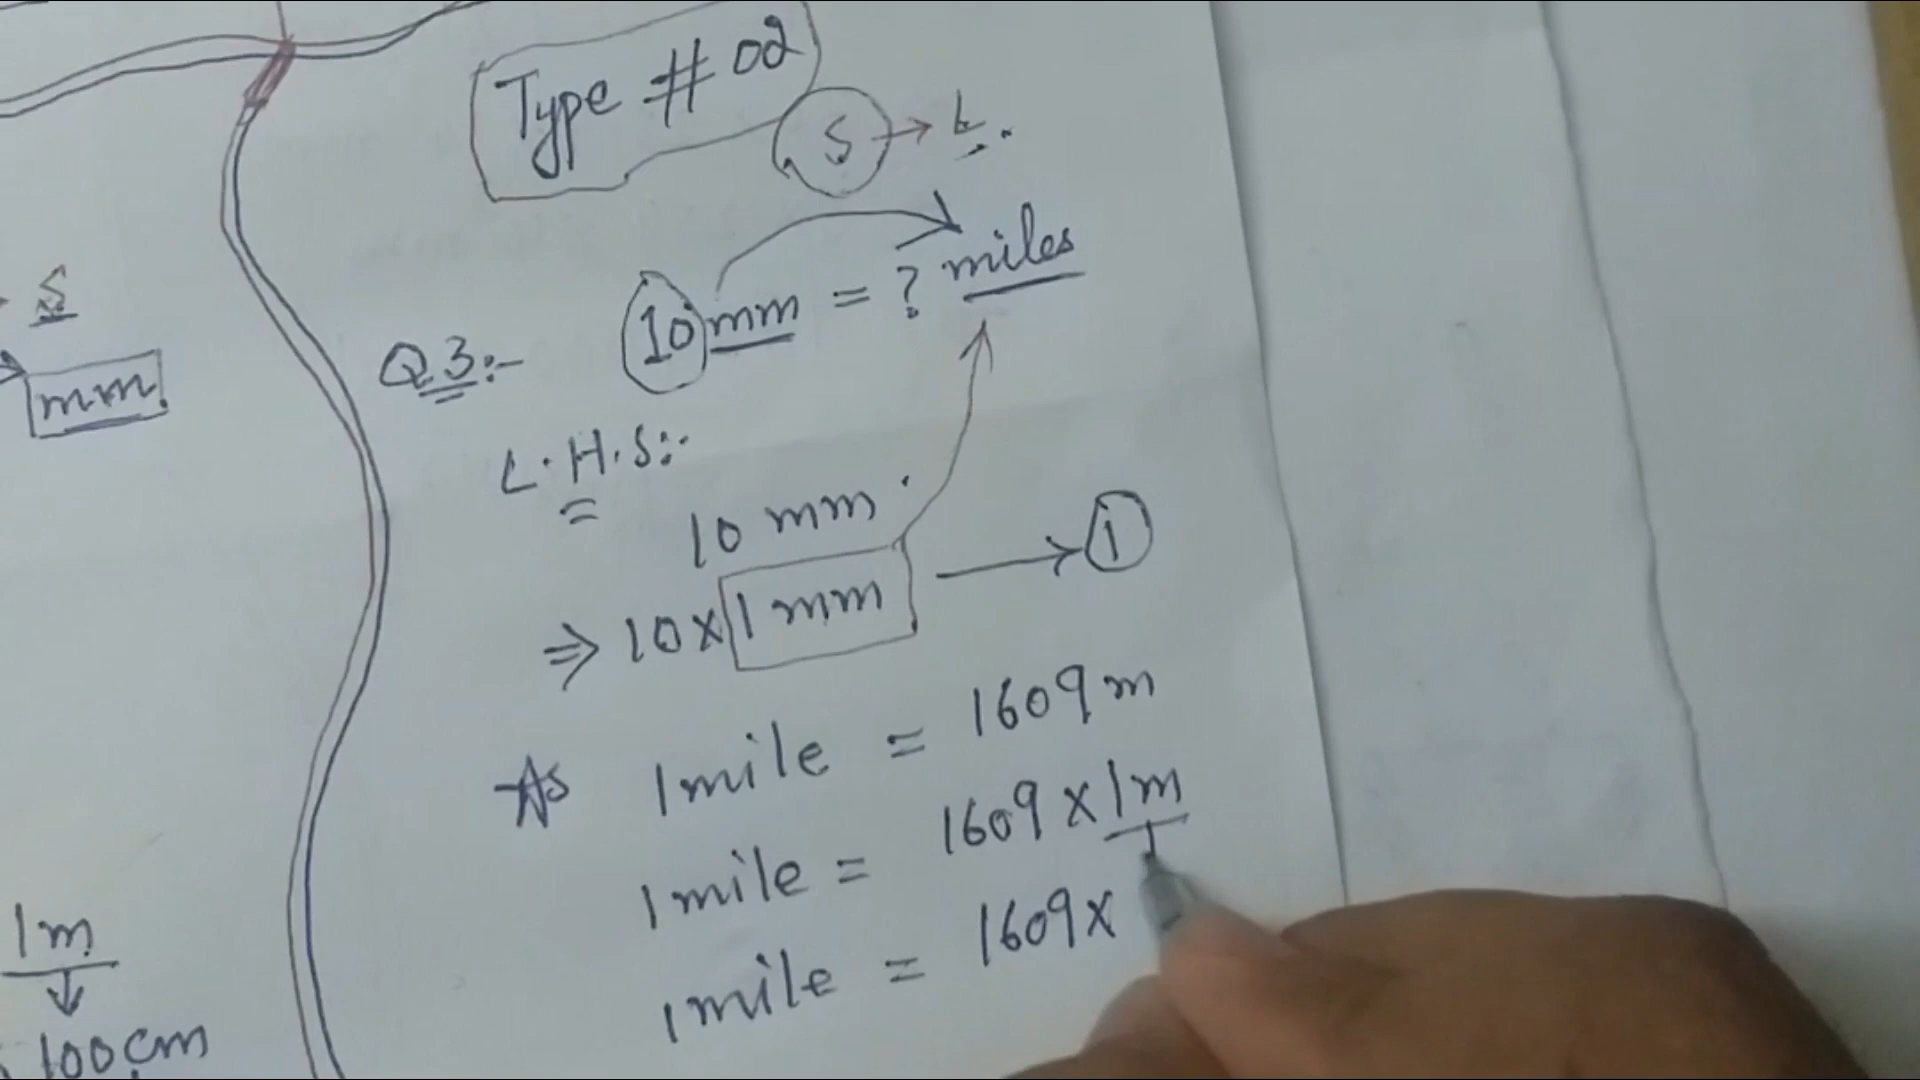 S
mm.
1m
100cm
Type # 02
S → L.
Q3:- 10 mm = ? miles
L.H.S:-
10 mm.
⇒ 10 x 1 mm → 1
As 1 mile = 1609 m
1 mile = 1609 x 1m
1 mile = 1609 x